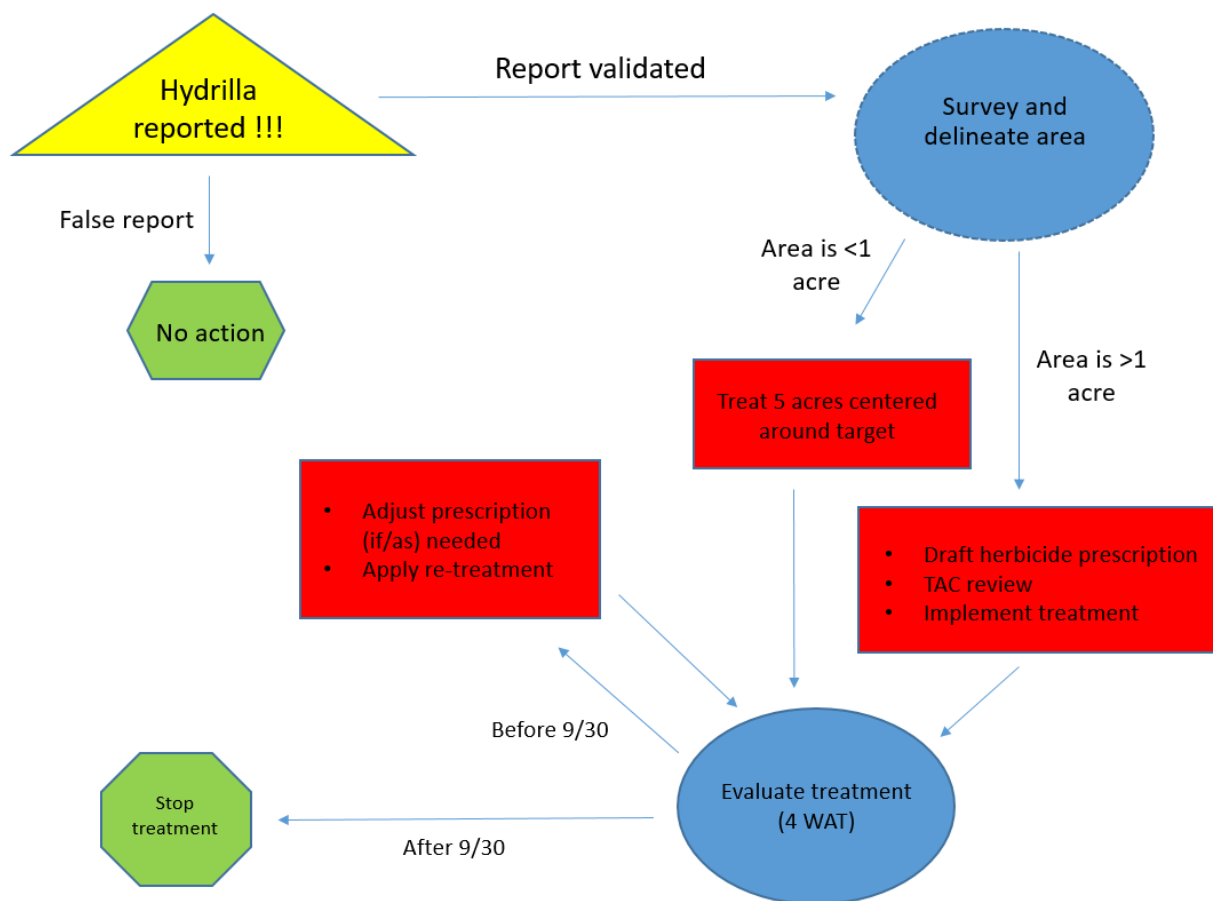 Hydrilla
reported !!!
Report validated
Survey and
delineate area
False report
No action
Area is <1
acre
Area is >1
acre
Treat 5 acres centered
around target
• Adjust prescription
(if/as) needed
• Apply re-treatment
• Draft herbicide prescription
• TAC review
• Implement treatment
Before 9/30
Evaluate treatment
(4 WAT)
Stop
treatment
After 9/30